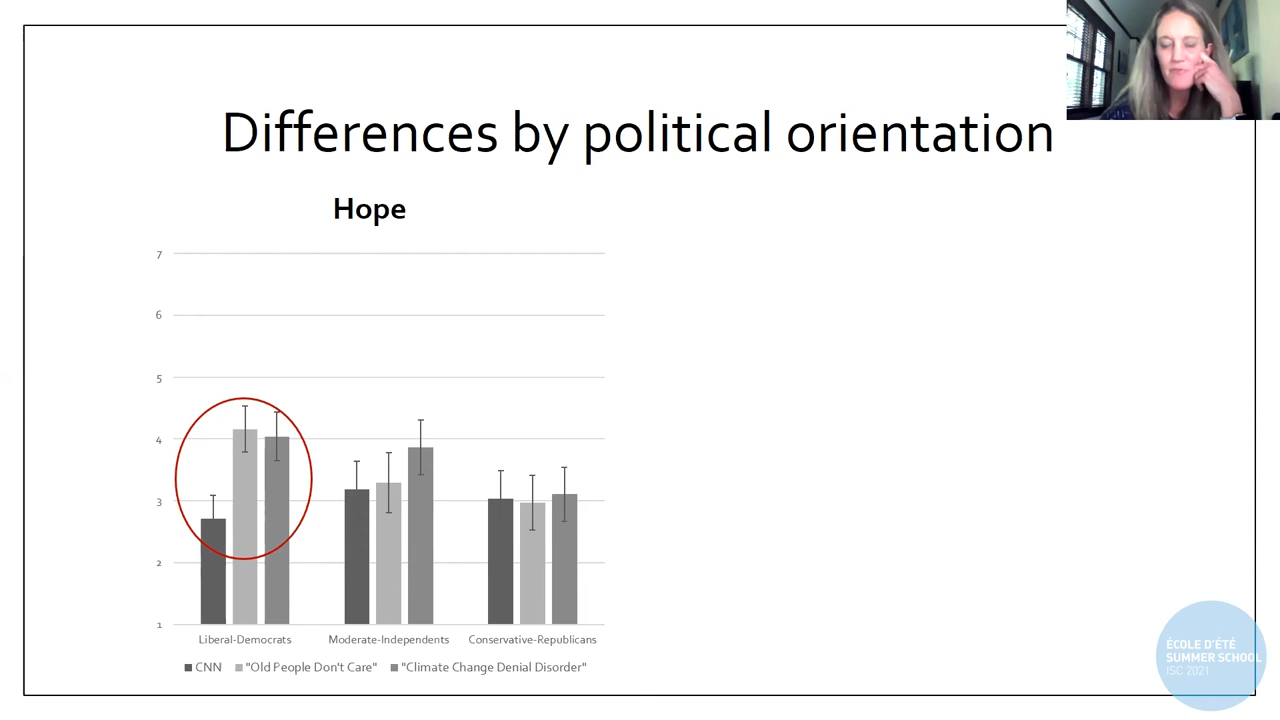 Differences by political orientation
Hope
7
6
5
4
3
2
1
Liberal-Democrats Moderate-Independents Conservative-Republicans
CNN "Old People Don't Care" "Climate Change Denial Disorder"
ÉCOLE D'ÉTÉ
SUMMER SCHOOL
ISC 2021